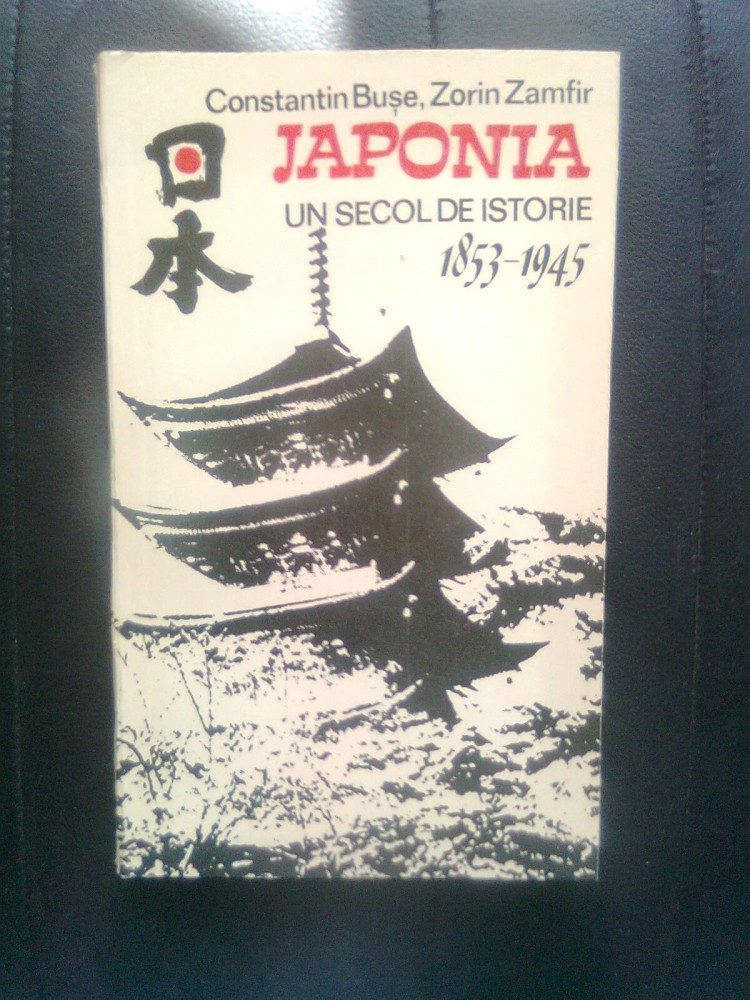 Constantin Bușe, Zorin Zamfir
JAPONIA
UN SECOL DE ISTORIE
1853-1945
日本